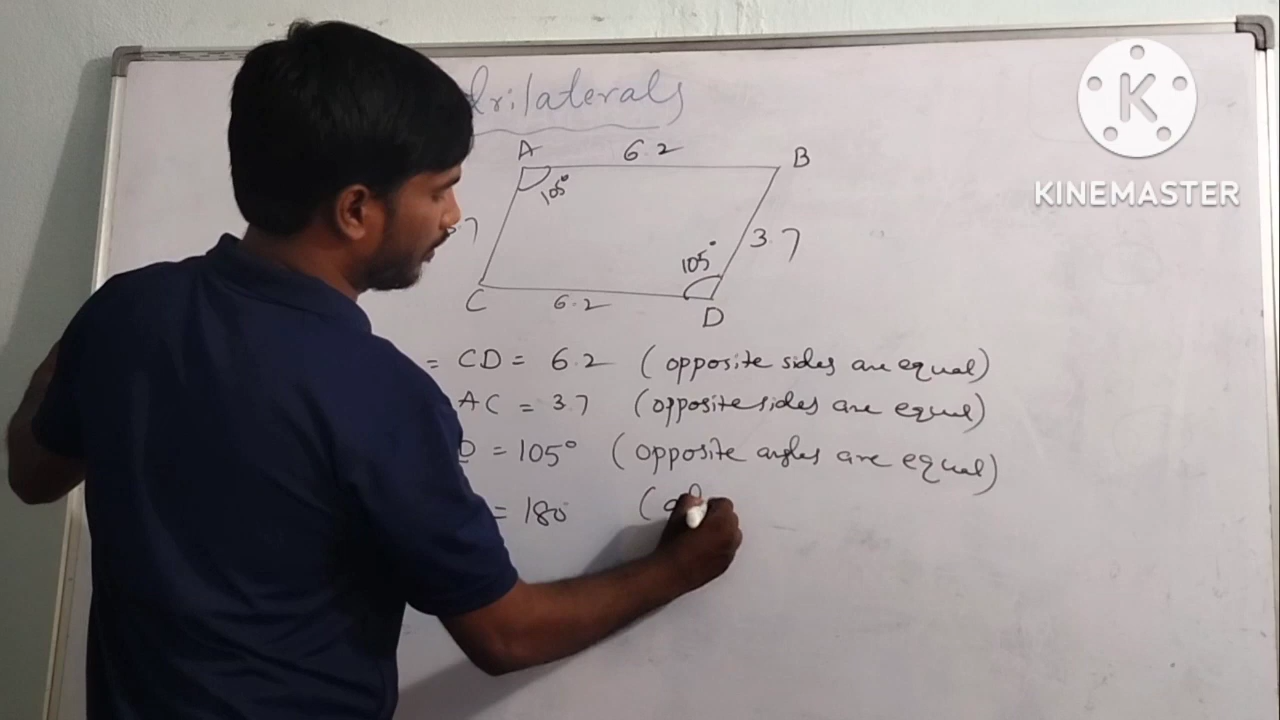 drilaterals
A 6.2 B
105°
7 3.7
105°
C 6.2 D
= CD = 6.2 (opposite sides are equal)
AC = 3.7 (opposite sides are equal)
D = 105° (opposite angles are equal)
= 180° (
K
KINEMASTER